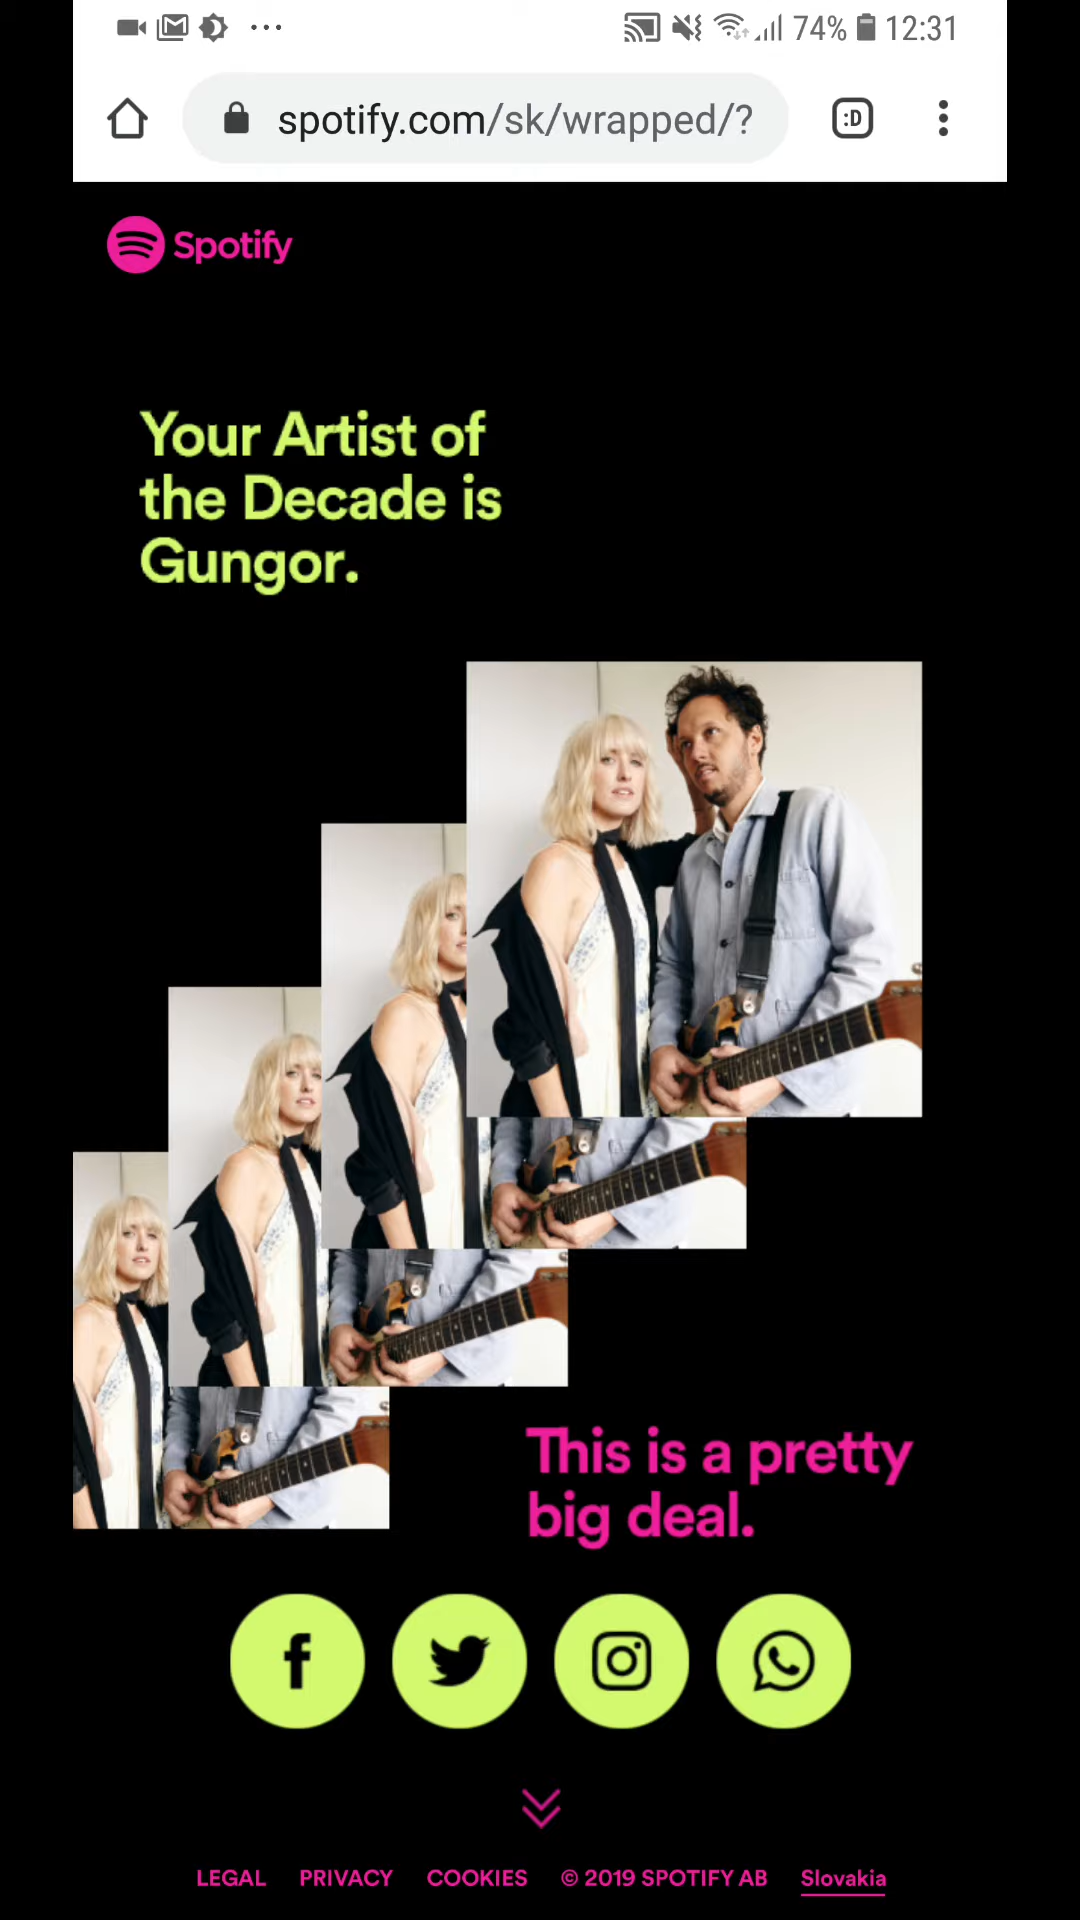 74% 12:31
spotify.com/sk/wrapped/?
:D
Spotify
Your Artist of
the Decade is
Gungor.
This is a pretty
big deal.
LEGAL PRIVACY COOKIES © 2019 SPOTIFY AB Slovakia